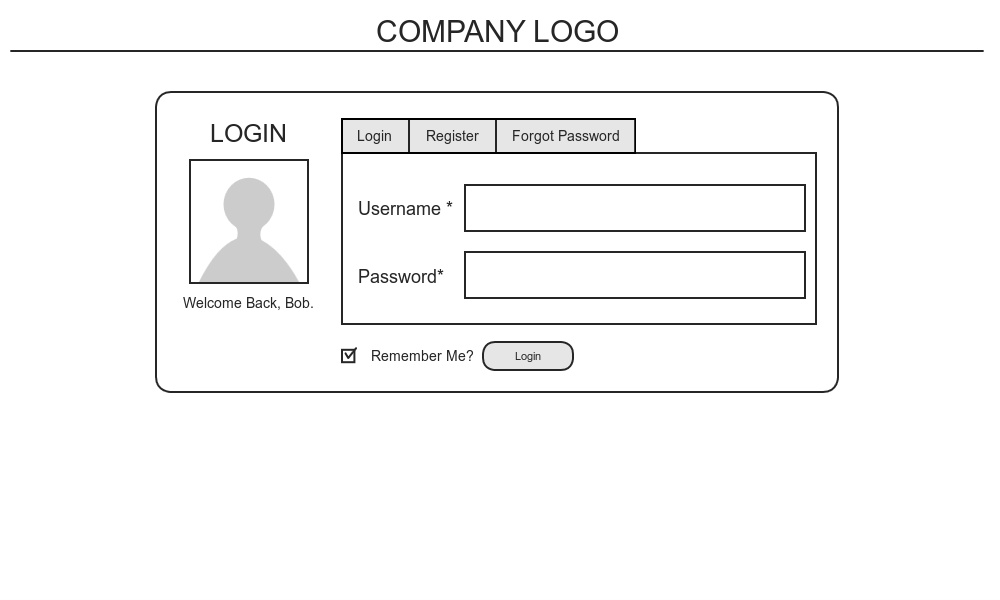 COMPANY LOGO
LOGIN
Login Register Forgot Password
Username *
Password*
Welcome Back, Bob.
Remember Me? Login